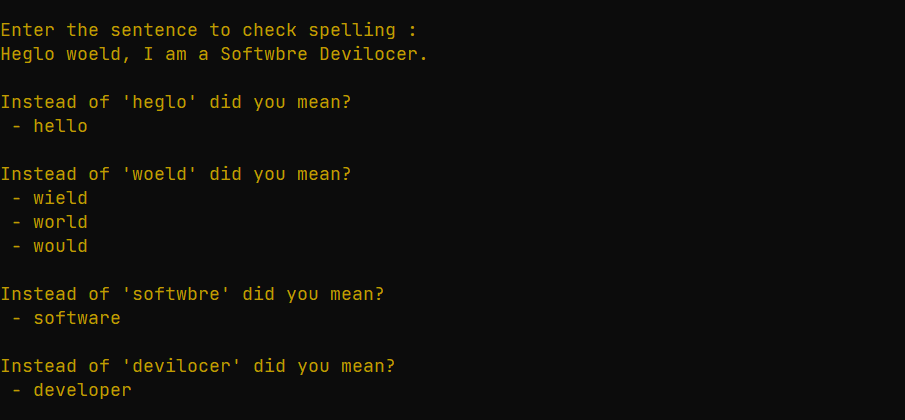 Enter the sentence to check spelling :
Heglo woeld, I am a Softwbre Devilocer.
Instead of 'heglo' did you mean?
- hello
Instead of 'woeld' did you mean?
- wield
- world
- would
Instead of 'softwbre' did you mean?
- software
Instead of 'devilocer' did you mean?
- developer